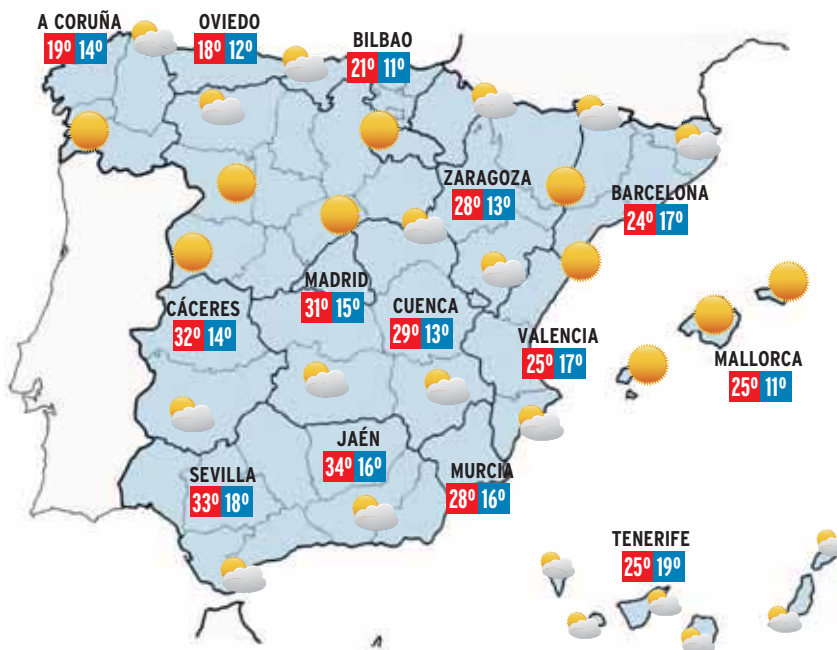 A CORUÑA
19º 14º
OVIEDO
18º 12º
BILBAO
21º 11º
ZARAGOZA
28º 13º
BARCELONA
24º 17º
MADRID
31º 15º
CÁCERES
32º 14º
CUENCA
29º 13º
VALENCIA
25º 17º
MALLORCA
25º 11º
JAÉN
34º 16º
SEVILLA
33º 18º
MURCIA
28º 16º
TENERIFE
25º 19º